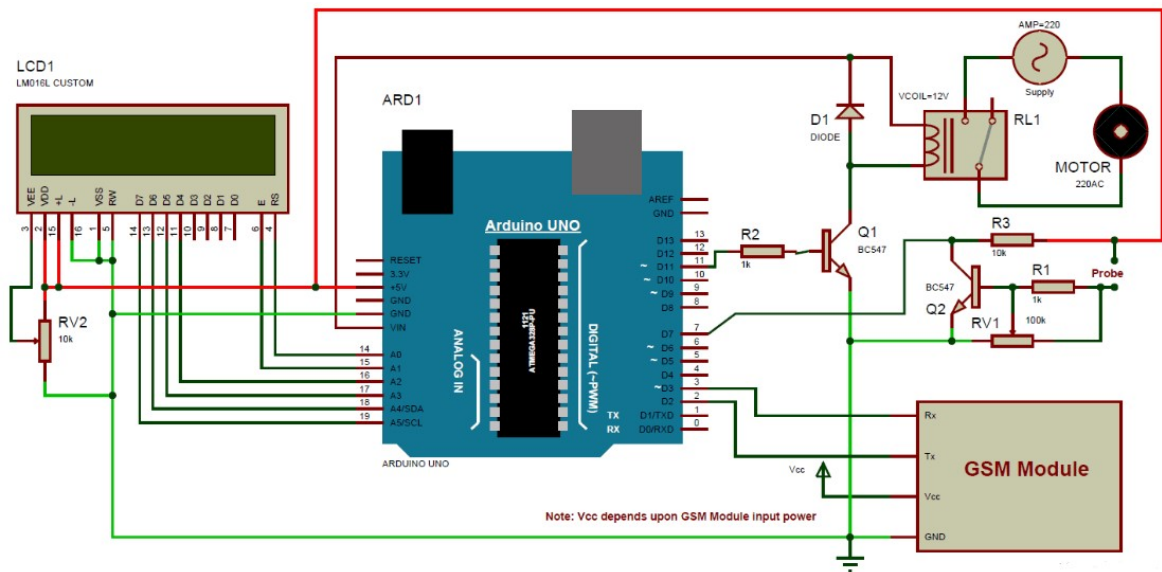 LCD1
LM016L CUSTOM
VEE VDD +L -L VSS RW D7 D6 D5 D4 D3 D2 D1 D0 E RS
3 2 15 16 1 5 14 13 12 11 10 9 8 7 6 4
RV2
10k
ARD1
Arduino UNO
RESET
3.3V
+5V
GND
GND
VIN
14 A0
15 A1
16 A2
17 A3
18 A4/SDA
19 A5/SCL
ANALOG IN
1121
ATMEGA328P-PU
DIGITAL (~PWM)
AREF
GND
D13 13
D12 12
~ D11 11
~ D10 10
~ D9 9
D8 8
D7 7
~ D6 6
~ D5 5
D4 4
~ D3 3
D2 2
TX D1/TXD 1
RX D0/RXD 0
ARDUINO UNO
D1
DIODE
R2
1k
Q1
BC547
VCOIL=12V
RL1
AMP=220
Supply
MOTOR
220AC
R3
10k
Probe
BC547
Q2
R1
1k
RV1
100k
Rx
Tx
Vcc
GND
GSM Module
Vcc
Note: Vcc depends upon GSM Module input power